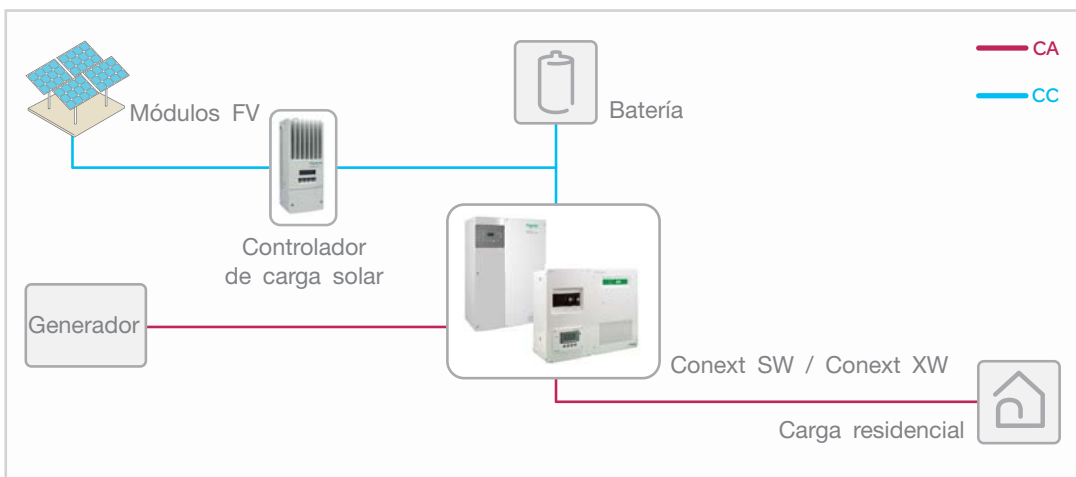 CA
CC
Módulos FV
Batería
Controlador
de carga solar
Generador
Conext SW / Conext XW
Carga residencial